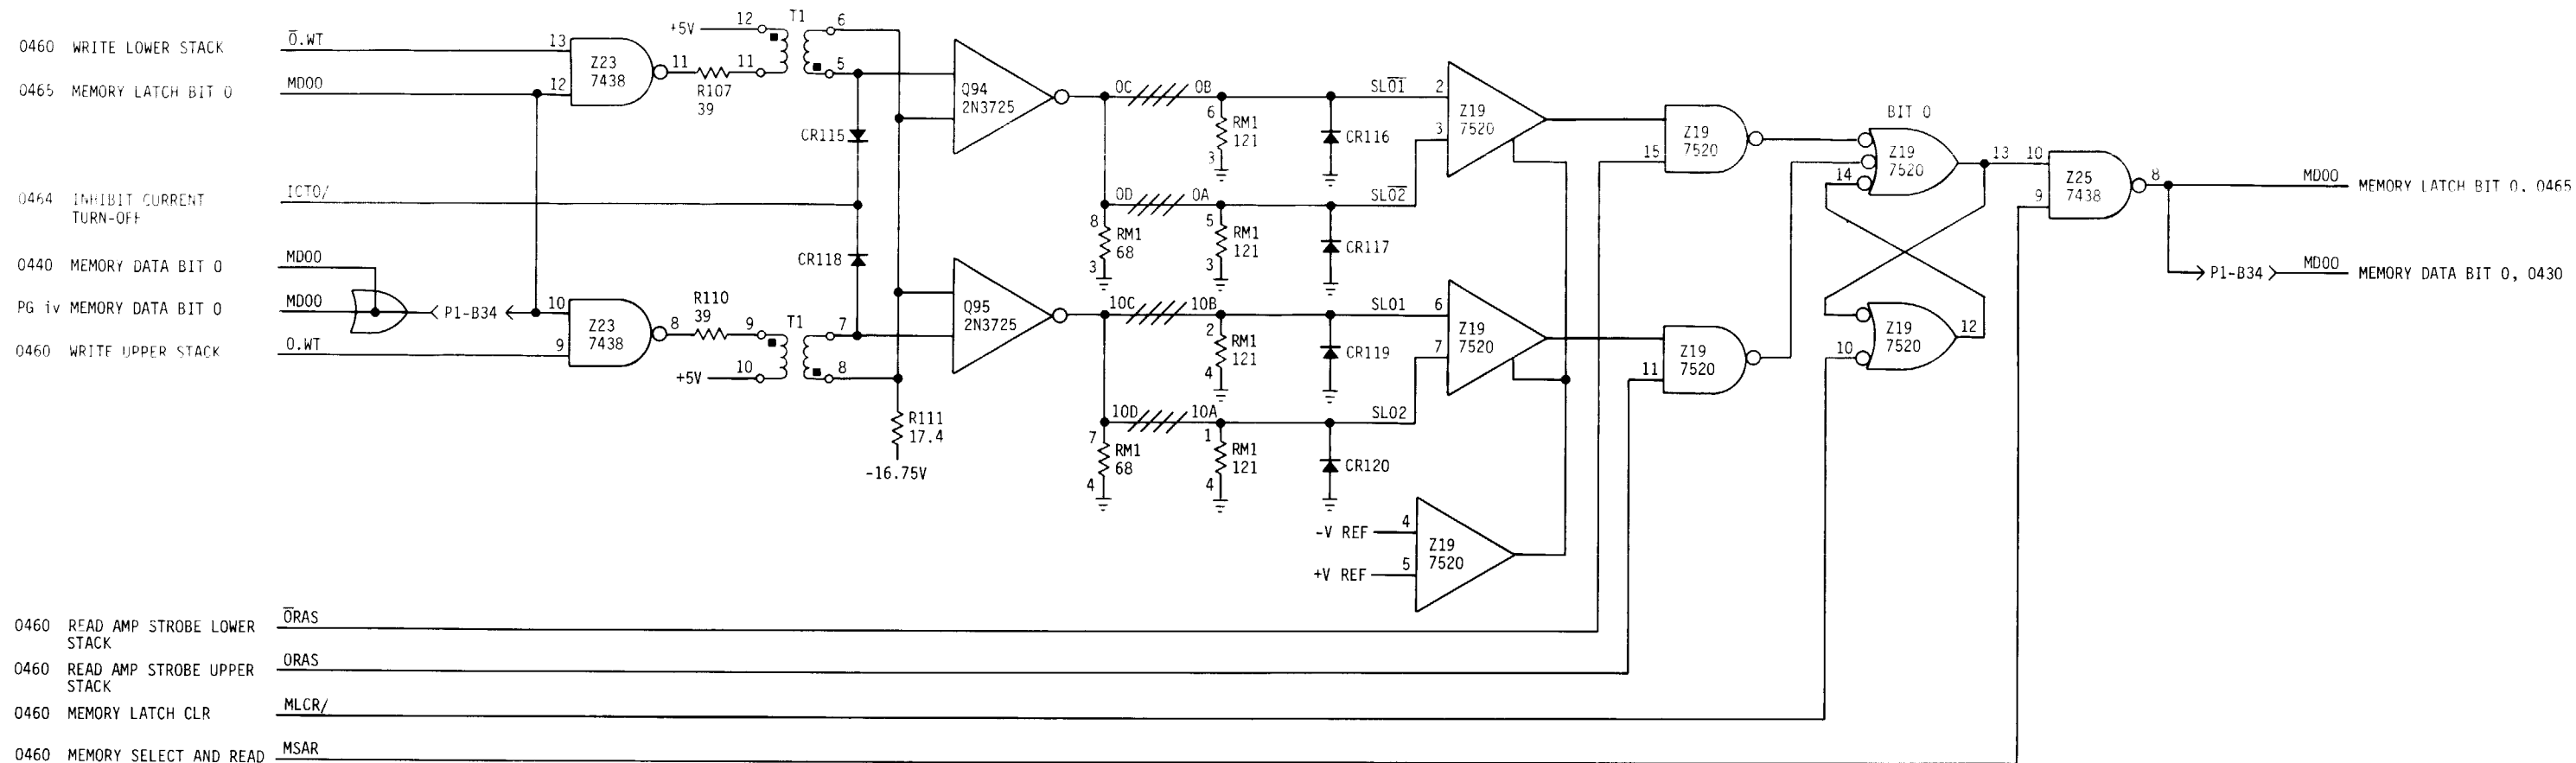 0460 WRITE LOWER STACK O̅.WT
0465 MEMORY LATCH BIT 0 MD00
0464 INHIBIT CURRENT TURN-OFF ICTO/
0440 MEMORY DATA BIT 0 MD00
PG iv MEMORY DATA BIT 0 MD00
P1-B34
0460 WRITE UPPER STACK O.WT
13
12
Z23
7438
11
R107
39
+5V
12
11
T1
6
5
10
9
Z23
7438
8
R110
39
9
10
+5V
T1
7
8
CR115
CR118
R111
17.4
-16.75V
Q94
2N3725
Q95
2N3725
0C 0B
0D 0A
8
RM1
68
3
6
RM1
121
3
5
RM1
121
3
CR116
CR117
SL0̅1̅
SL0̅2̅
10C 10B
10D 10A
7
RM1
68
4
2
RM1
121
4
1
RM1
121
4
CR119
CR120
SL01
SL02
2
3
Z19
7520
6
7
Z19
7520
-V REF
+V REF
4
5
Z19
7520
15
Z19
7520
11
Z19
7520
BIT 0
14
Z19
7520
13
10
Z19
7520
12
10
9
Z25
7438
8
MD00 MEMORY LATCH BIT 0, 0465
P1-B34 MD00 MEMORY DATA BIT 0, 0430
0460 READ AMP STROBE LOWER STACK O̅RAS
0460 READ AMP STROBE UPPER STACK ORAS
0460 MEMORY LATCH CLR MLCR/
0460 MEMORY SELECT AND READ MSAR